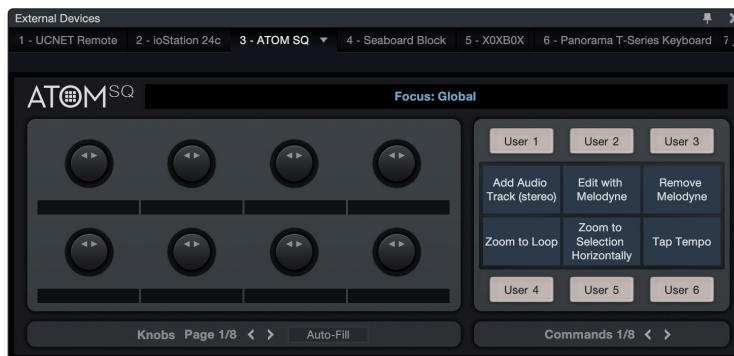 External Devices
1 - UCNET Remote
2 - ioStation 24c
3 - ATOM SQ
4 - Seaboard Block
5 - X0XB0X
6 - Panorama T-Series Keyboard
7
ATOM SQ
Focus: Global
User 1
User 2
User 3
Add Audio
Track (stereo)
Edit with
Melodyne
Remove
Melodyne
Zoom to Loop
Zoom to
Selection
Horizontally
Tap Tempo
User 4
User 5
User 6
Knobs Page 1/8 < > Auto-Fill
Commands 1/8 < >